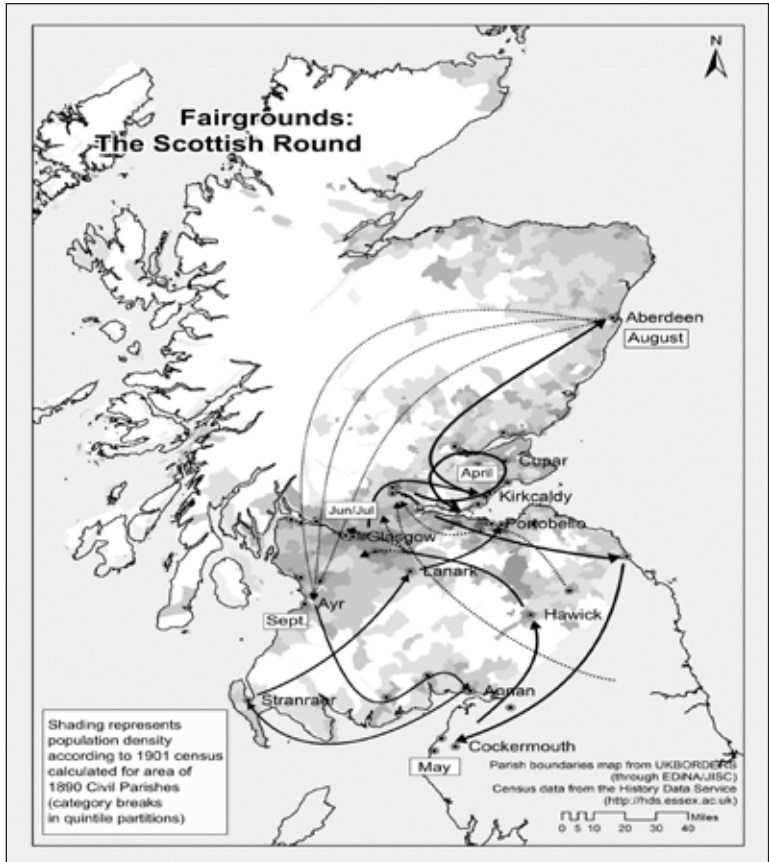 N
Fairgrounds:
The Scottish Round
Aberdeen
August
Cupar
April
Kirkcaldy
Jun/Jul
Portobello
Glasgow
Lanark
Ayr
Hawick
Sept.
Stranraer
Annan
Cockermouth
May
Shading represents
population density
according to 1901 census
calculated for area of
1890 Civil Parishes
(category breaks
in quintile partitions)
Parish boundaries map from UKBORDERS
(through EDiNA/JISC)
Census data from the History Data Service
(http://hds.essex.ac.uk)
Miles
0 5 10 20 30 40